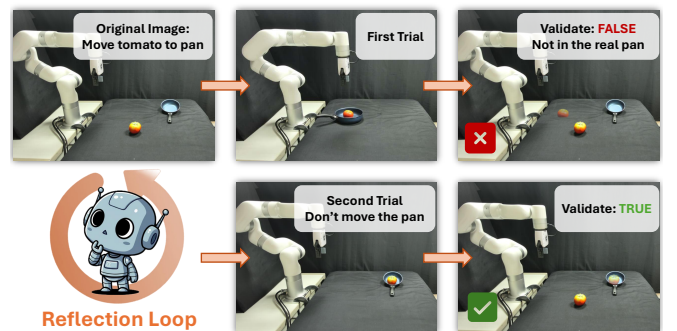 Original Image:
Move tomato to pan
First Trial
Validate: FALSE
Not in the real pan
Second Trial
Don't move the pan
Validate: TRUE
Reflection Loop